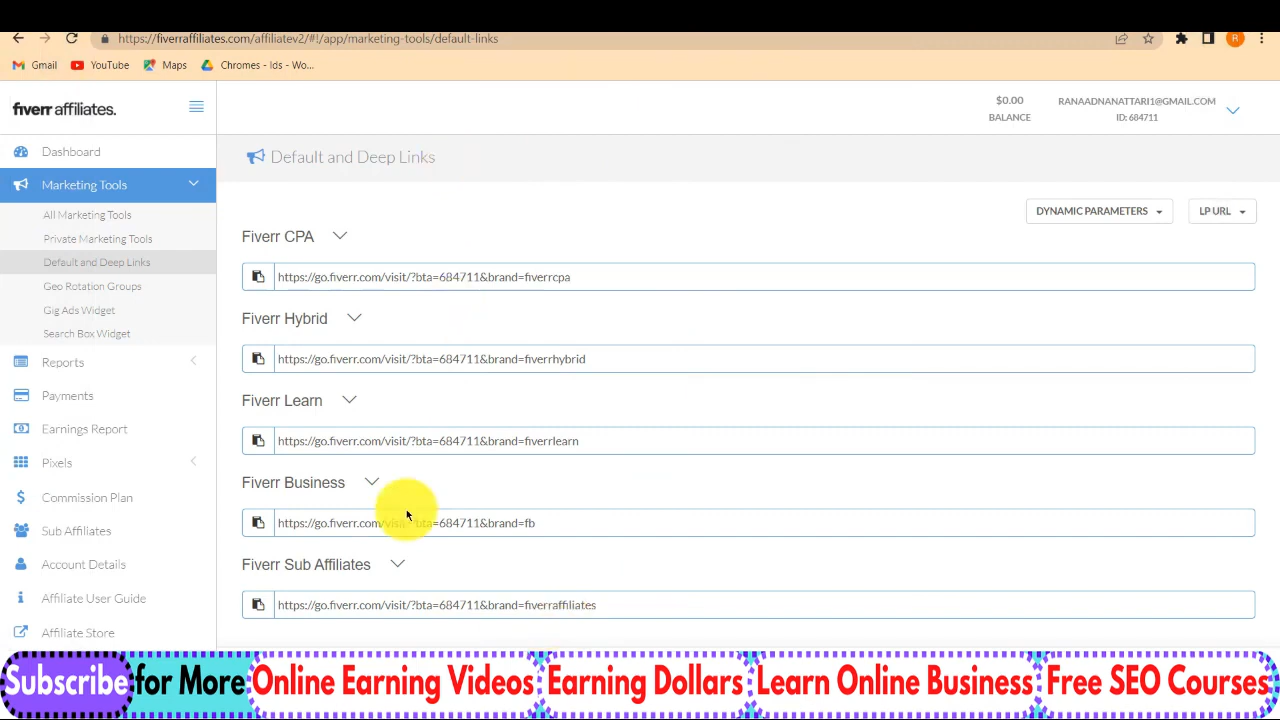 https://fiverraffiliates.com/affiliatev2/#!/app/marketing-tools/default-links
R
Gmail YouTube Maps Chromes - Ids - Wo...
fiverr affiliates.
$0.00 RANAADNANATTARI1@GMAIL.COM
BALANCE ID: 684711
Dashboard
Default and Deep Links
Marketing Tools
All Marketing Tools
Private Marketing Tools
Default and Deep Links
Geo Rotation Groups
Gig Ads Widget
Search Box Widget
Reports
Payments
Earnings Report
Pixels
Commission Plan
Sub Affiliates
Account Details
Affiliate User Guide
Affiliate Store
DYNAMIC PARAMETERS LP URL
Fiverr CPA
https://go.fiverr.com/visit/?bta=684711&brand=fiverrcpa
Fiverr Hybrid
https://go.fiverr.com/visit/?bta=684711&brand=fiverrhybrid
Fiverr Learn
https://go.fiverr.com/visit/?bta=684711&brand=fiverrlearn
Fiverr Business
https://go.fiverr.com/visit/?bta=684711&brand=fb
Fiverr Sub Affiliates
https://go.fiverr.com/visit/?bta=684711&brand=fiverraffiliates
Subscribe for More Online Earning Videos Earning Dollars Learn Online Business Free SEO Courses